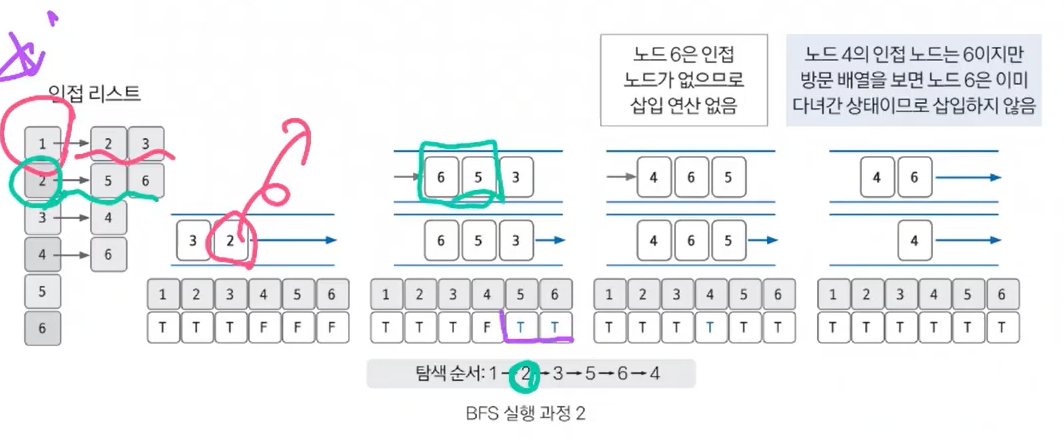 노드 6은 인접
노드가 없으므로
삽입 연산 없음
노드 4의 인접 노드는 6이지만
방문 배열을 보면 노드 6은 이미
다녀간 상태이므로 삽입하지 않음
인접 리스트
1 → 2 3
2 → 5 6
3 → 4
4 → 6
5
6
3 2
1 2 3 4 5 6
T T T F F F
6 5 3
6 5 3
1 2 3 4 5 6
T T T F T T
4 6 5
4 6 5
1 2 3 4 5 6
T T T T T T
4 6
4
1 2 3 4 5 6
T T T T T T
탐색 순서: 1→2→3→5→6→4
BFS 실행 과정 2